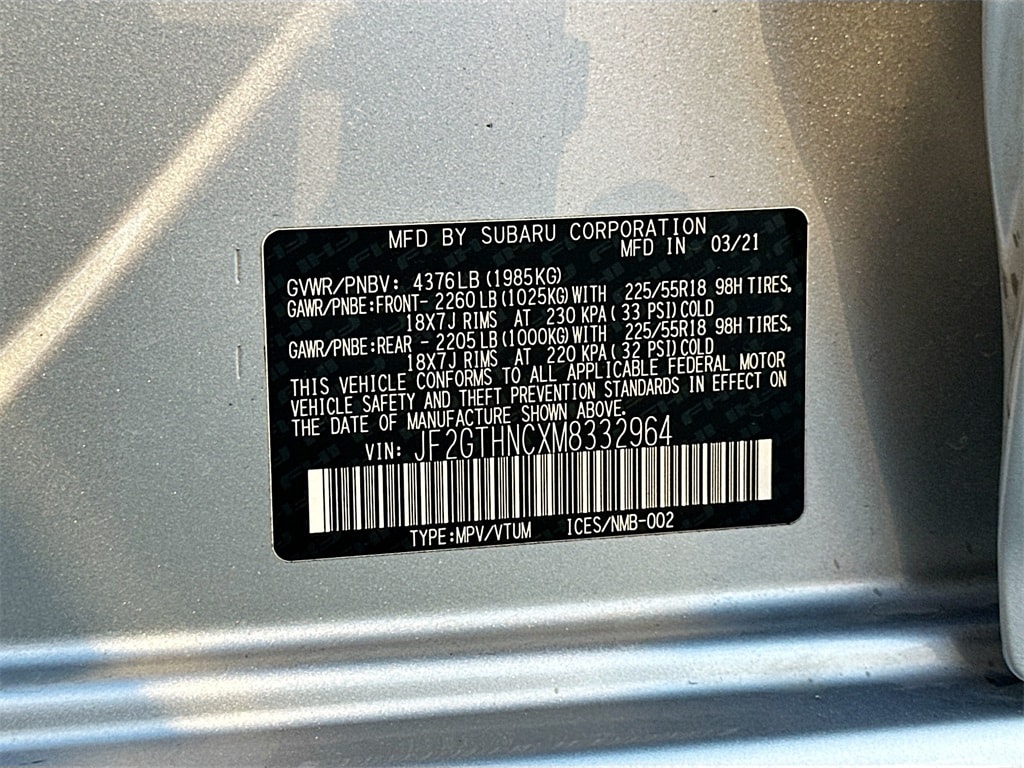 MFD BY SUBARU CORPORATION
MFD IN 03/21
GVWR/PNBV: 4376LB (1985KG)
GAWR/PNBE:FRONT- 2260 LB (1025KG) WITH 225/55R18 98H TIRES,
18X7J RIMS AT 230 KPA ( 33 PSI) COLD
GAWR/PNBE:REAR - 2205 LB (1000KG) WITH 225/55R18 98H TIRES,
18X7J RIMS AT 220 KPA ( 32 PSI) COLD
THIS VEHICLE CONFORMS TO ALL APPLICABLE FEDERAL MOTOR
VEHICLE SAFETY AND THEFT PREVENTION STANDARDS IN EFFECT ON
THE DATE OF MANUFACTURE SHOWN ABOVE.
VIN: JF2GTHNCXM8332964
TYPE:MPV/VTUM ICES/NMB-002